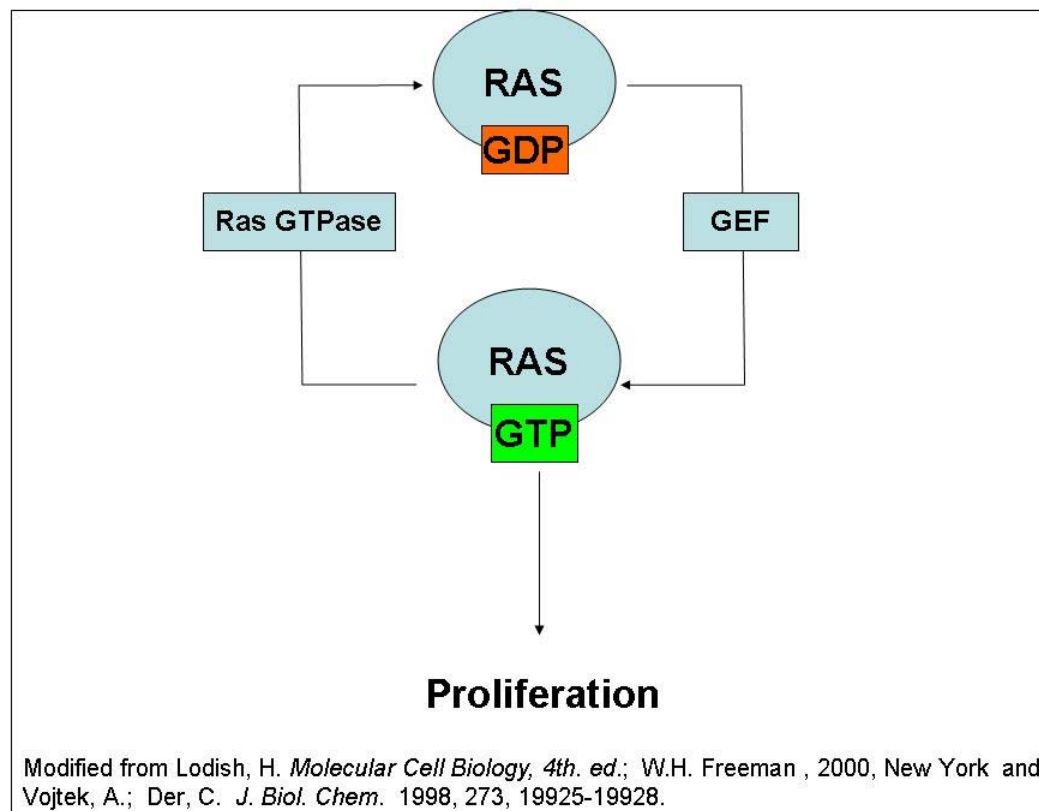 RAS
GDP
Ras GTPase
GEF
RAS
GTP
Proliferation
Modified from Lodish, H. Molecular Cell Biology, 4th. ed.; W.H. Freeman , 2000, New York and
Vojtek, A.; Der, C. J. Biol. Chem. 1998, 273, 19925-19928.